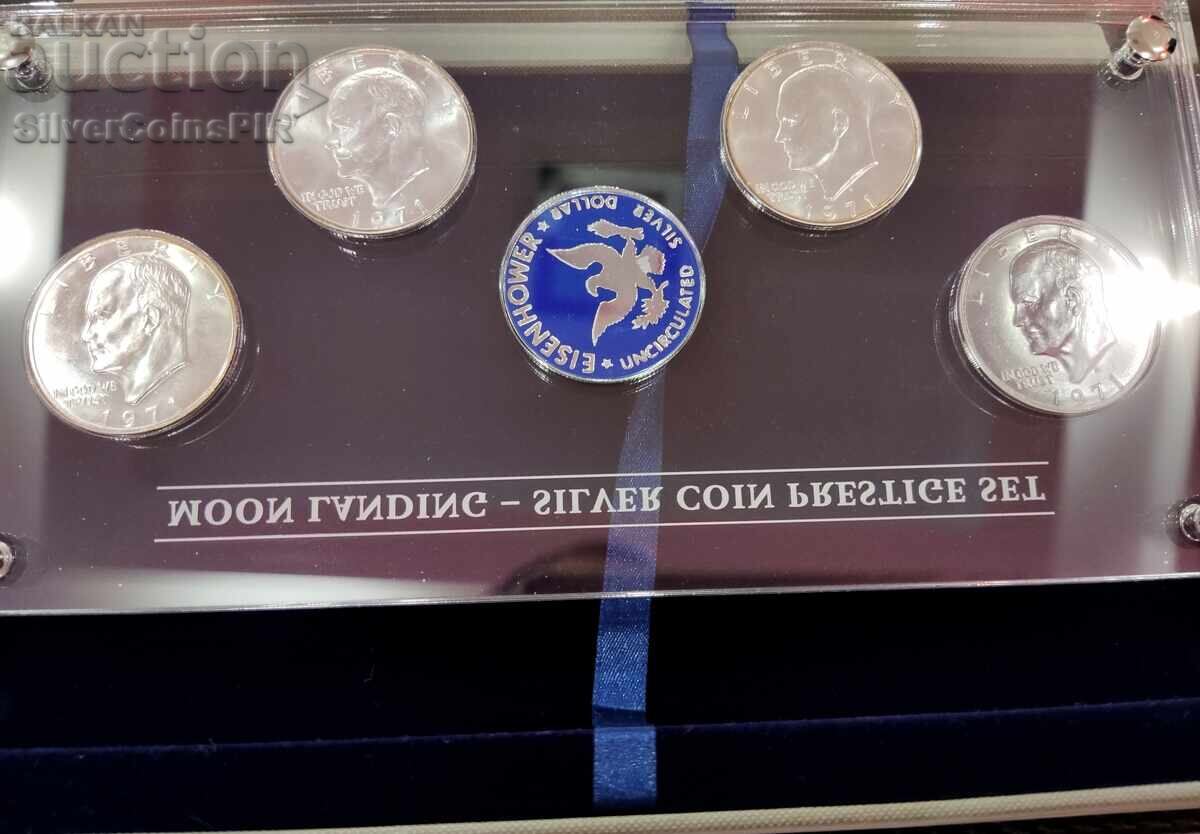 BALKAN
auction
SilverCoinsPlR
LIBERTY
IN GOD WE
TRUST
1971
LIBERTY
IN GOD WE
TRUST
1971
LIBERTY
IN GOD WE
TRUST
1971
LIBERTY
IN GOD WE
TRUST
1971
EISENHOWER ★ UNCIRCULATED SILVER DOLLAR ★
MOON LANDING – SILVER COIN PRESTIGE SET